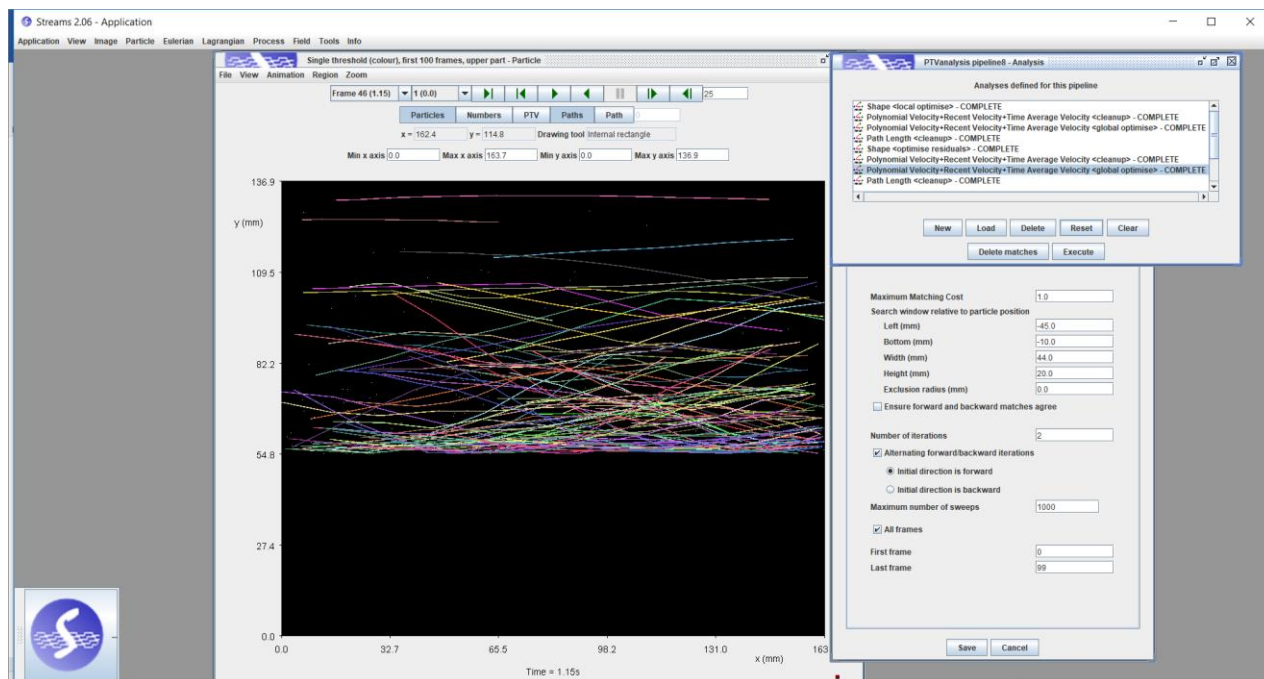 Streams 2.06 - Application
Application View Image Particle Eulerian Lagrangian Process Field Tools Info
Single threshold (colour), first 100 frames, upper part - Particle
File View Animation Region Zoom
Frame 46 (1.15) 1 (0.0) 25
Particles Numbers PTV Paths Path 0
x = 162.4 y = 114.8 Drawing tool Internal rectangle
Min x axis 0.0 Max x axis 163.7 Min y axis 0.0 Max y axis 136.9
136.9
y (mm)
109.5
82.2
54.8
27.4
0.0
0.0 32.7 65.5 98.2 131.0 163
x (mm)
Time = 1.15s
PTVanalysis pipeline8 - Analysis
Analyses defined for this pipeline
Shape <local optimise> - COMPLETE
Polynomial Velocity+Recent Velocity+Time Average Velocity <cleanup> - COMPLETE
Polynomial Velocity+Recent Velocity+Time Average Velocity <global optimise> - COMPLETE
Path Length <cleanup> - COMPLETE
Shape <optimise residuals> - COMPLETE
Polynomial Velocity+Recent Velocity+Time Average Velocity <cleanup> - COMPLETE
Polynomial Velocity+Recent Velocity+Time Average Velocity <global optimise> - COMPLETE
Path Length <cleanup> - COMPLETE
New Load Delete Reset Clear
Delete matches Execute
Maximum Matching Cost 1.0
Search window relative to particle position
Left (mm) -45.0
Bottom (mm) -10.0
Width (mm) 44.0
Height (mm) 20.0
Exclusion radius (mm) 0.0
Ensure forward and backward matches agree
Number of iterations 2
Alternating forward/backward iterations
Initial direction is forward
Initial direction is backward
Maximum number of sweeps 1000
All frames
First frame 0
Last frame 99
Save Cancel